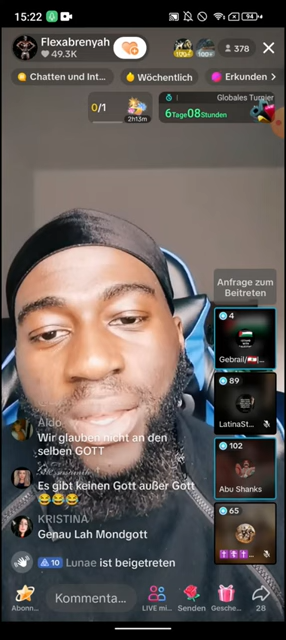 15:22
94
Flexabrenyah
49.3K
100+
378
Chatten und Int...
Wöchentlich
Erkunden
0/1
2h13m
Globales Turnier
6Tage08Stunden
Anfrage zum
Beitreten
4
Gebrail/
89
LatinaSt...
102
Abu Shanks
65
Aldo
Wir glauben nicht an den
selben GOTT
Es gibt keinen Gott außer Gott
😂😂😂
KRISTINA
Genau Lah Mondgott
10 Lunae ist beigetreten
Abonn...
Kommenta...
LIVE mi...
Senden
Gesche...
28